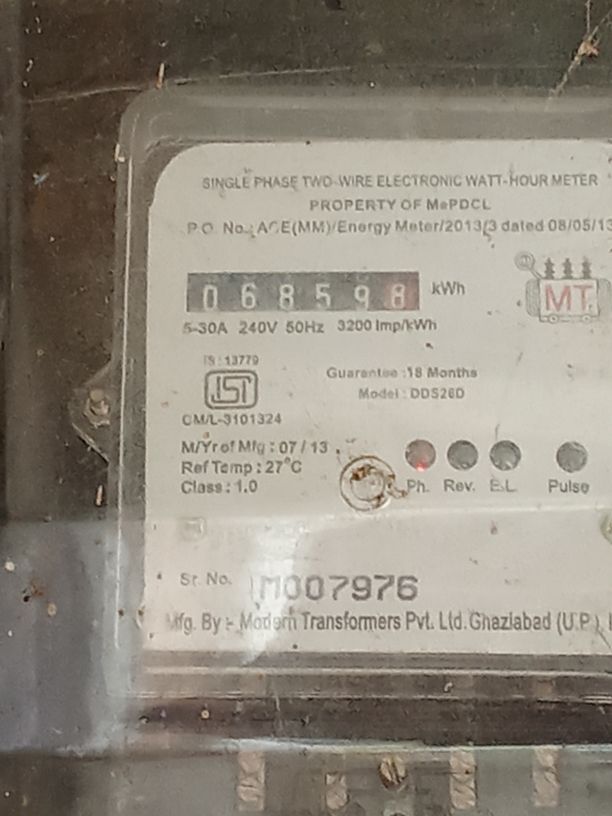 SINGLE PHASE TWO-WIRE ELECTRONIC WATT-HOUR METER
PROPERTY OF MePDCL
P.O. No.: ACE(MM)/Energy Meter/2013/3 dated 08/05/13
068598 kWh
MT
5-30A 240V 50Hz 3200 Imp/kWh
IS : 13779
ISI
CM/L-3101324
Guarantee :18 Months
Model : DDS26D
M/Yr of Mfg : 07 / 13
Ref Temp : 27°C
Class : 1.0
Ph. Rev. E.L. Pulse
Sr. No. M007976
Mfg. By :- Modern Transformers Pvt. Ltd. Ghaziabad (U.P.)